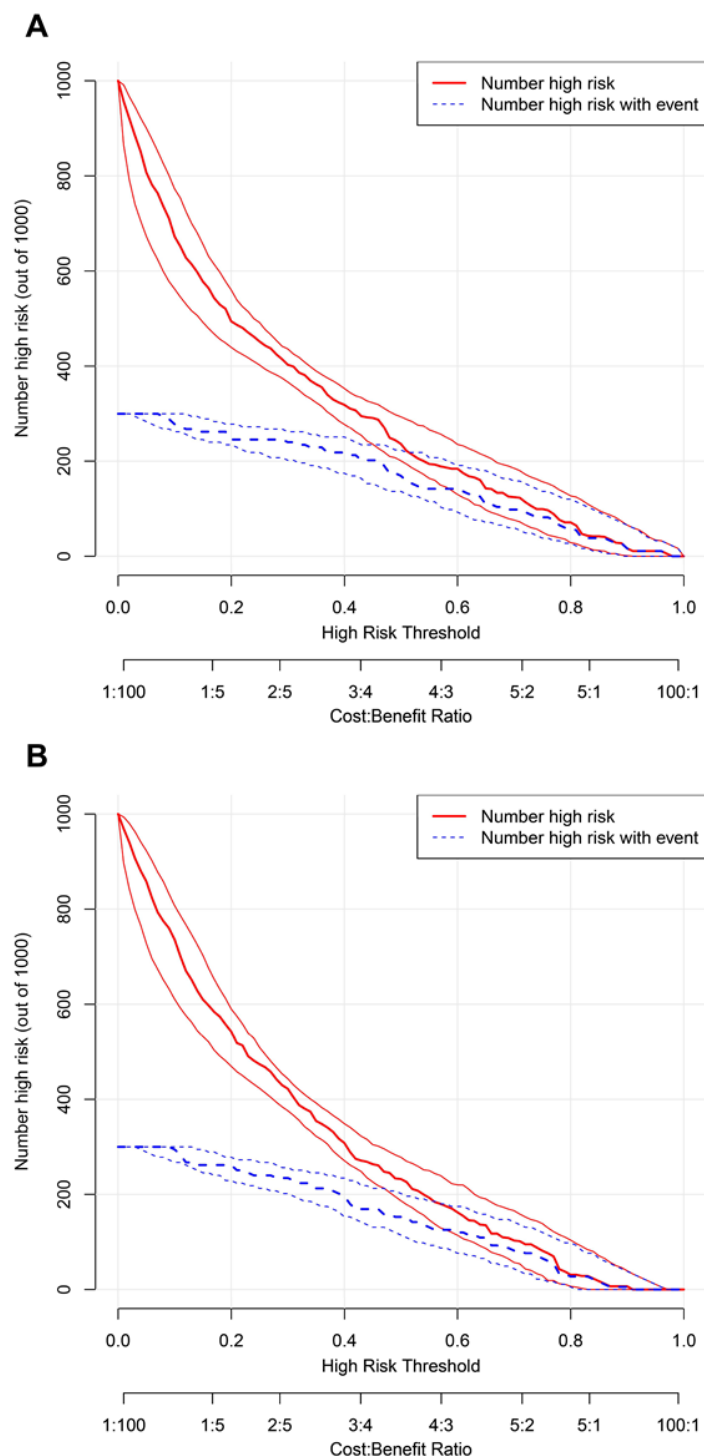 A
Number high risk
Number high risk with event
Number high risk (out of 1000)
1000
800
600
400
200
0
0.0 0.2 0.4 0.6 0.8 1.0
High Risk Threshold
1:100 1:5 2:5 3:4 4:3 5:2 5:1 100:1
Cost:Benefit Ratio
B
Number high risk
Number high risk with event
Number high risk (out of 1000)
1000
800
600
400
200
0
0.0 0.2 0.4 0.6 0.8 1.0
High Risk Threshold
1:100 1:5 2:5 3:4 4:3 5:2 5:1 100:1
Cost:Benefit Ratio